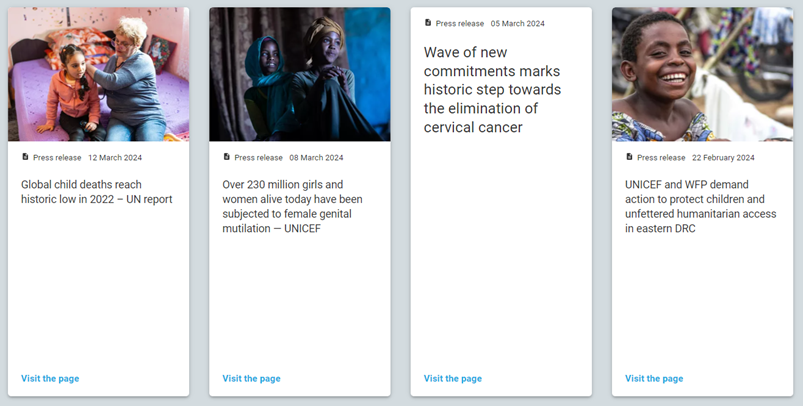 Press release 12 March 2024
Global child deaths reach
historic low in 2022 – UN report
Visit the page
Press release 08 March 2024
Over 230 million girls and
women alive today have been
subjected to female genital
mutilation — UNICEF
Visit the page
Press release 05 March 2024
Wave of new
commitments marks
historic step towards
the elimination of
cervical cancer
Visit the page
Press release 22 February 2024
UNICEF and WFP demand
action to protect children and
unfettered humanitarian access
in eastern DRC
Visit the page